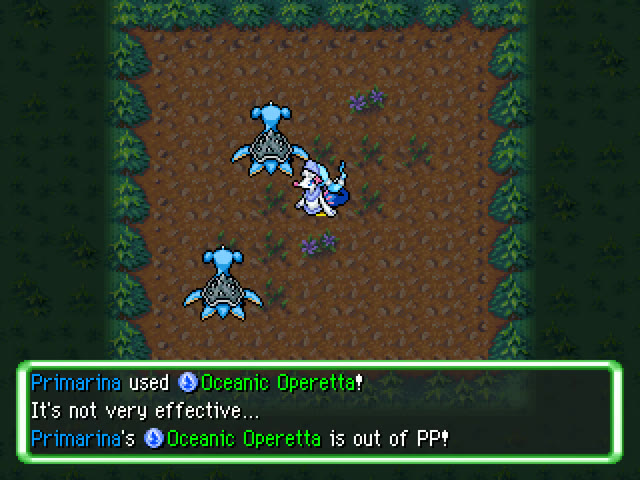 Primarina used Oceanic Operetta!
It's not very effective...
Primarina's Oceanic Operetta is out of PP!